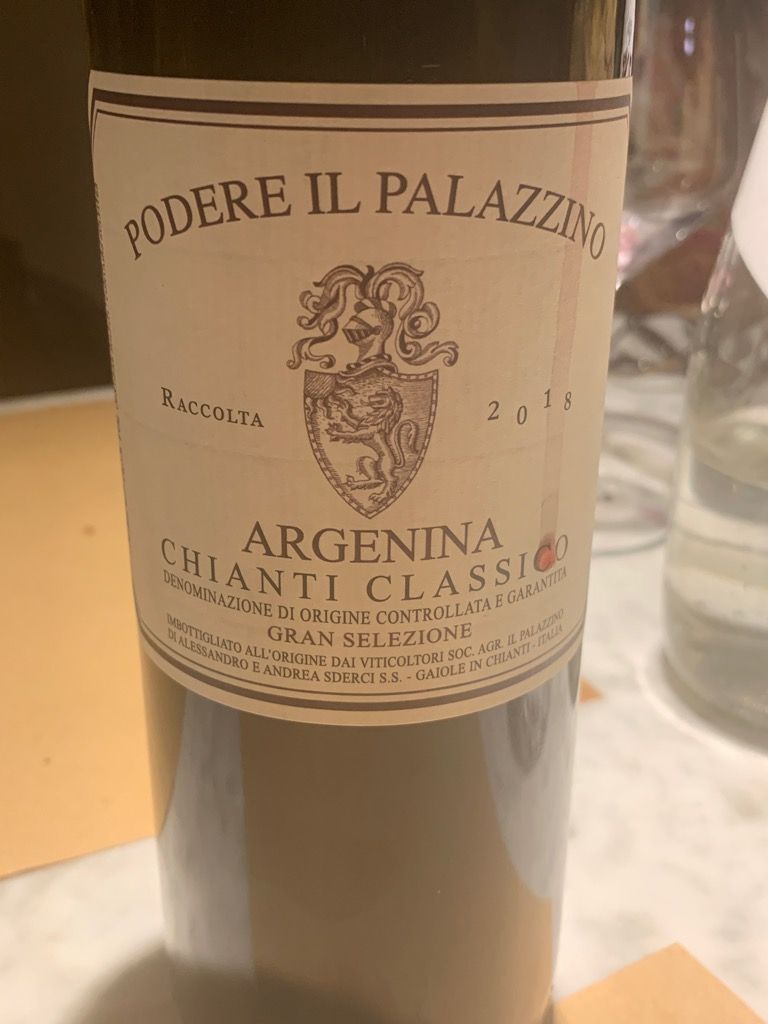 PODERE IL PALAZZINO
RACCOLTA 2018
ARGENINA
CHIANTI CLASSICO
DENOMINAZIONE DI ORIGINE CONTROLLATA E GARANTITA
GRAN SELEZIONE
IMBOTTIGLIATO ALL'ORIGINE DAI VITICOLTORI SOC. AGR. IL PALAZZINO
DI ALESSANDRO E ANDREA SDERCI S.S. - GAIOLE IN CHIANTI - ITALIA